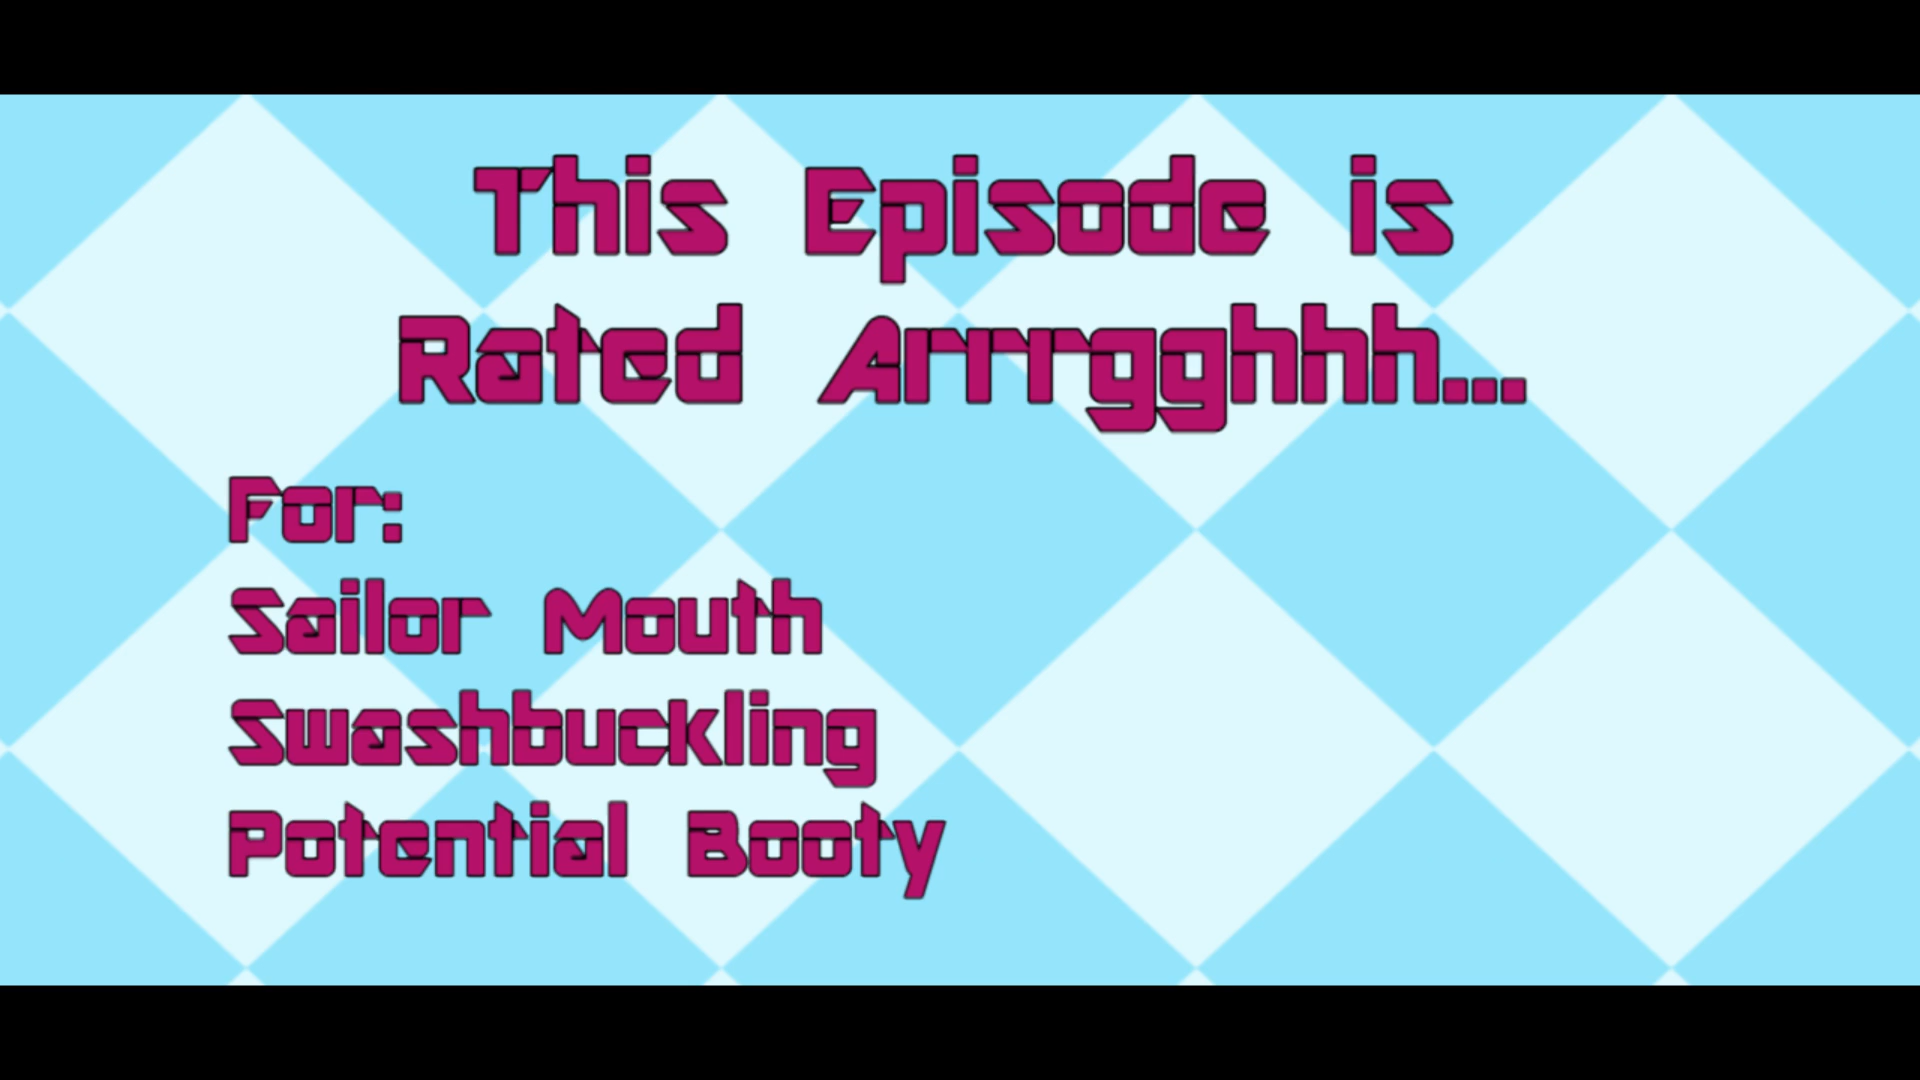 This Episode is
Rated Arrrgghhh...
For:
Sailor Mouth
Swashbuckling
Potential Booty